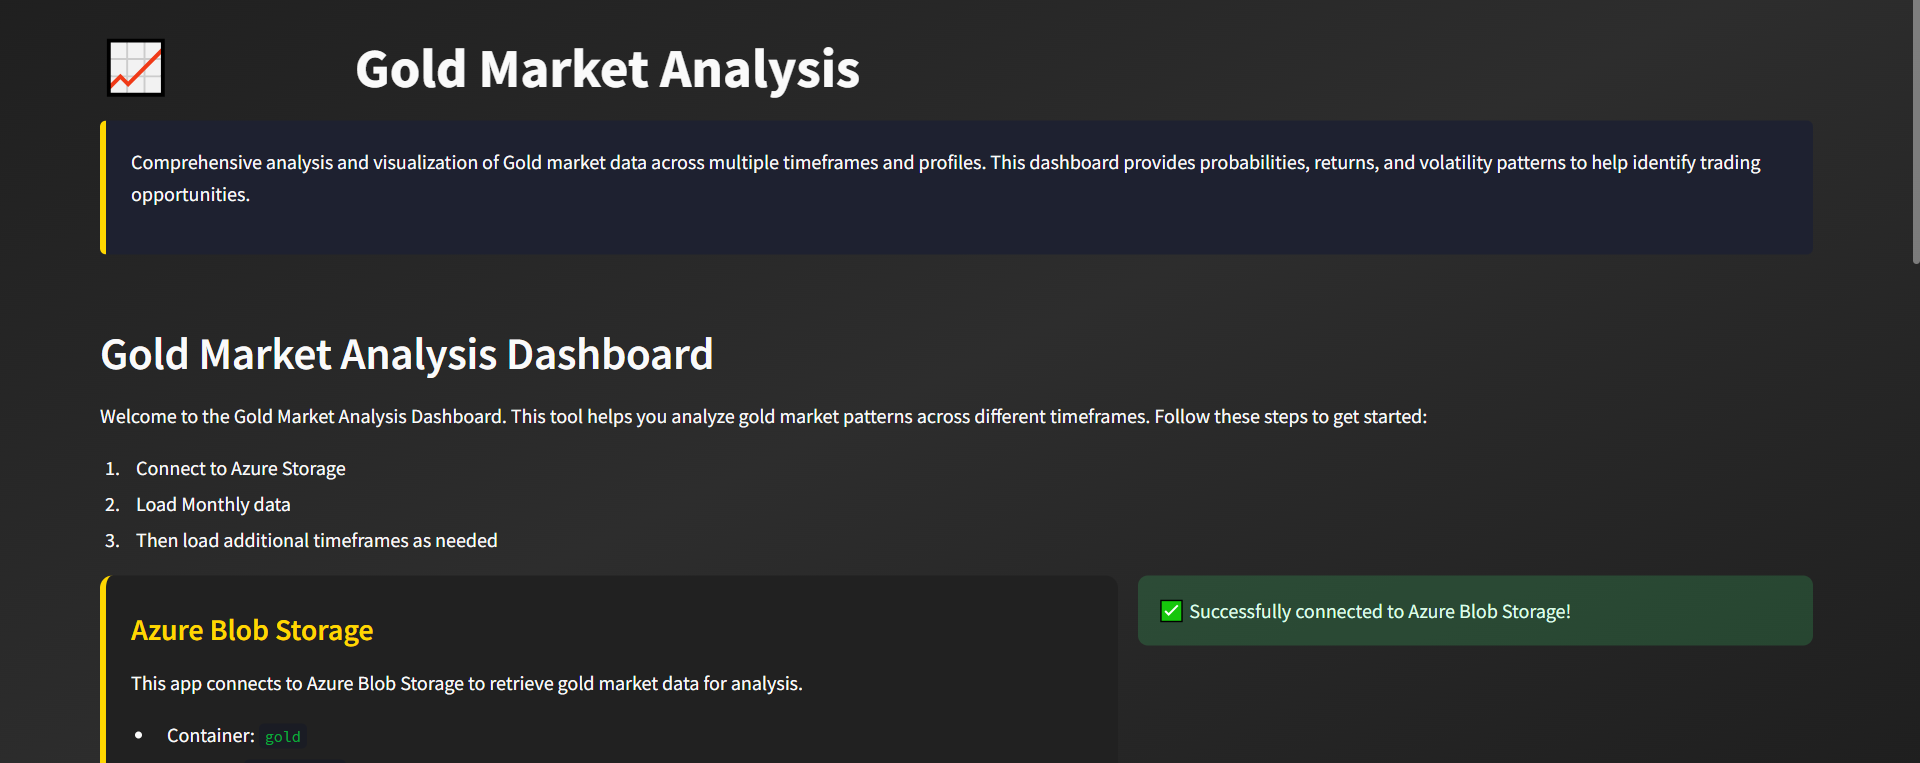 Gold Market Analysis
Comprehensive analysis and visualization of Gold market data across multiple timeframes and profiles. This dashboard provides probabilities, returns, and volatility patterns to help identify trading
opportunities.
Gold Market Analysis Dashboard
Welcome to the Gold Market Analysis Dashboard. This tool helps you analyze gold market patterns across different timeframes. Follow these steps to get started:
1. Connect to Azure Storage
2. Load Monthly data
3. Then load additional timeframes as needed
Azure Blob Storage
This app connects to Azure Blob Storage to retrieve gold market data for analysis.
• Container: gold
✅ Successfully connected to Azure Blob Storage!